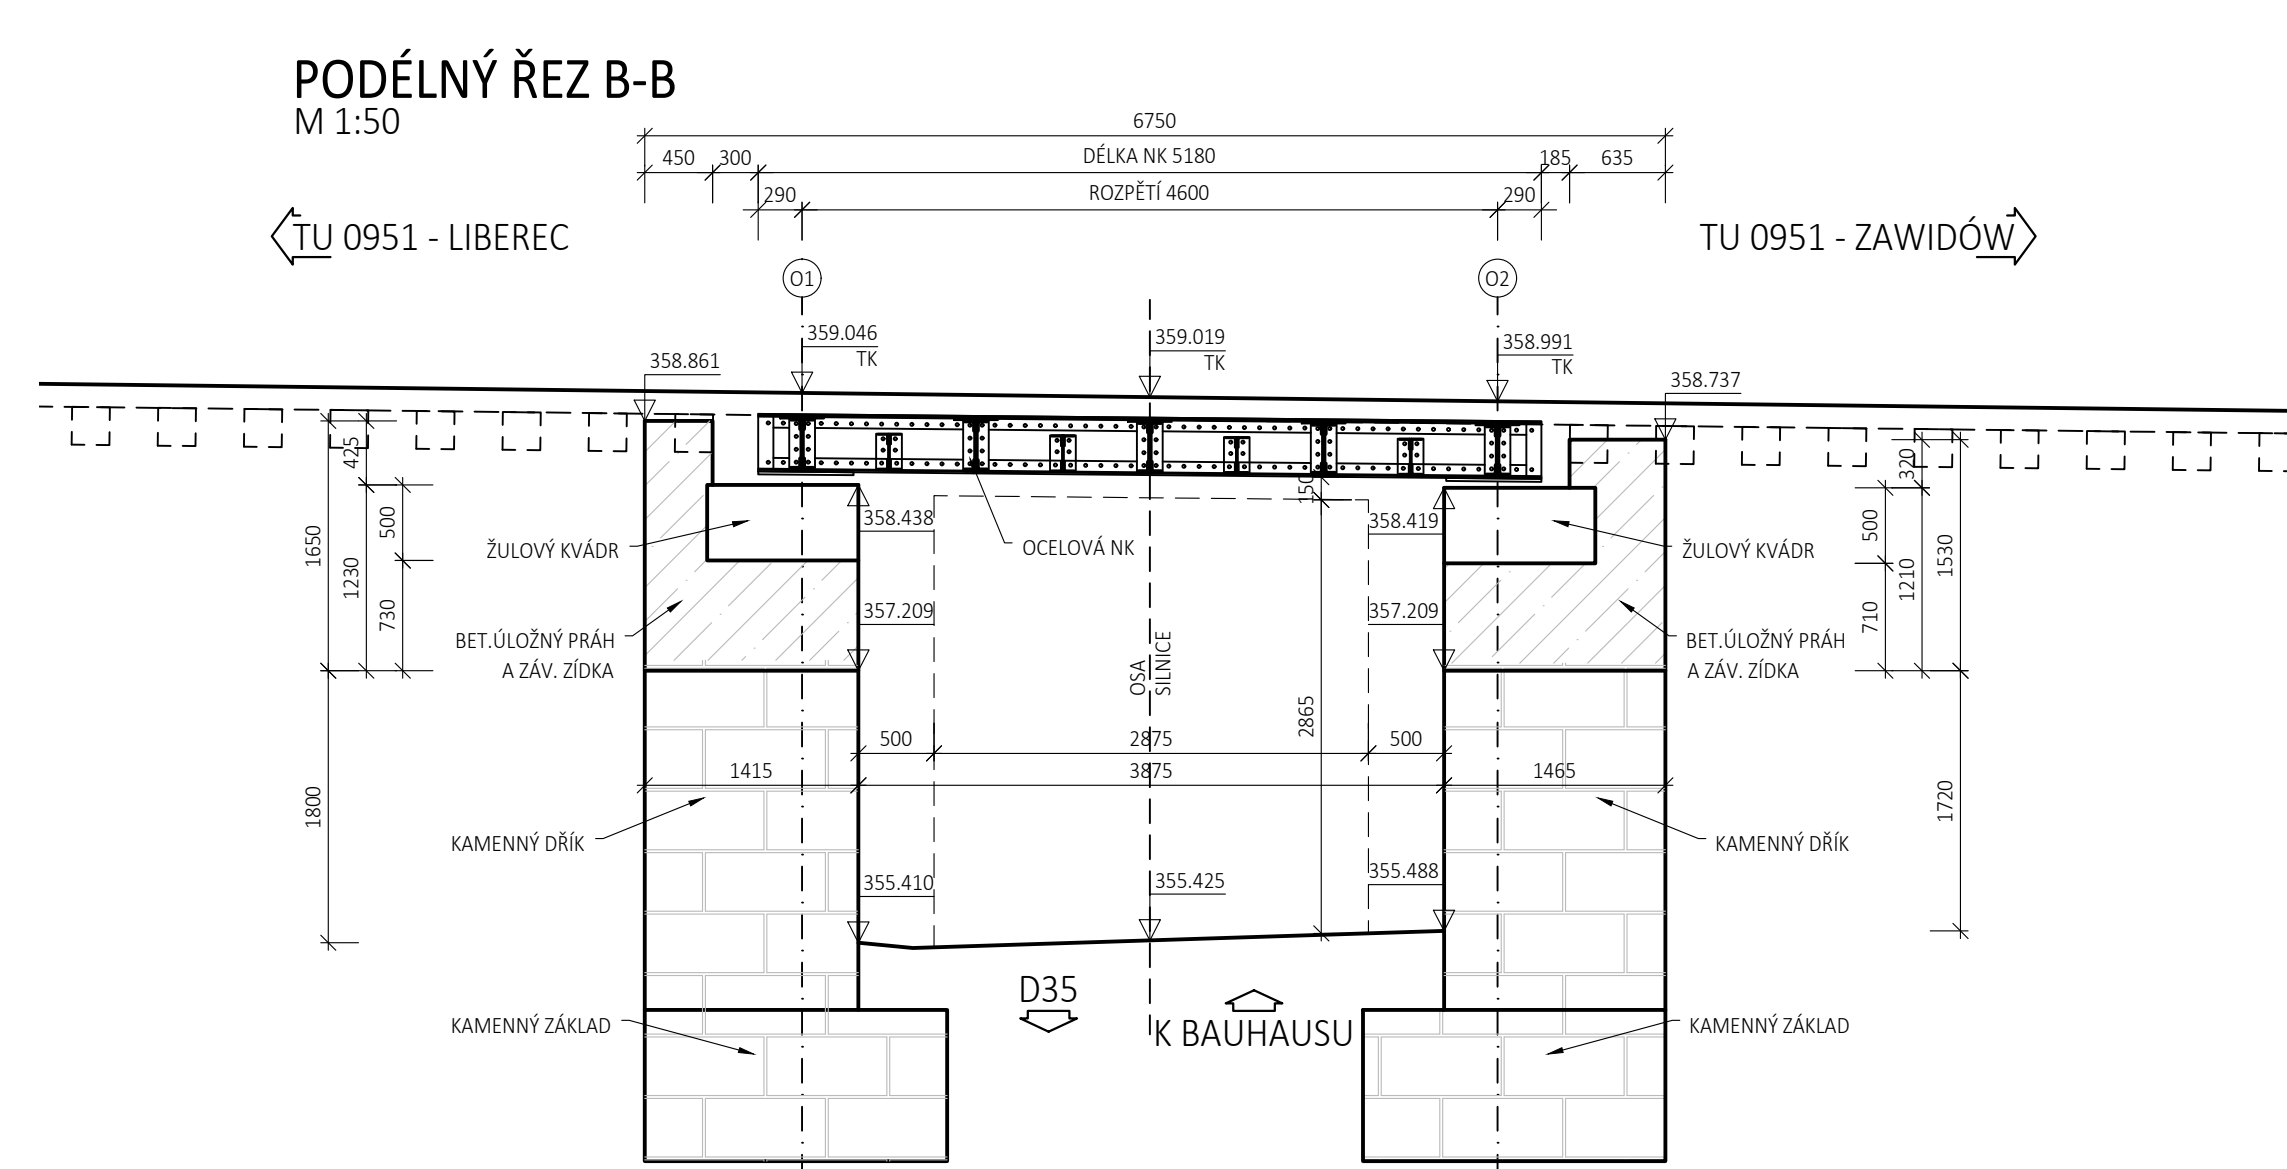 PODÉLNÝ ŘEZ B-B
M 1:50
6750
450
300
DÉLKA NK 5180
185
635
290
ROZPĚTÍ 4600
290
TU 0951 - LIBEREC
TU 0951 - ZAWIDÓW
O1
O2
359.046
TK
359.019
TK
358.991
TK
358.861
358.737
425
1650
1230
500
730
1800
ŽULOVÝ KVÁDR
BET.ÚLOŽNÝ PRÁH
A ZÁV. ZÍDKA
KAMENNÝ DŘÍK
KAMENNÝ ZÁKLAD
358.438
357.209
355.410
OCELOVÁ NK
OSA
SILNICE
150
2865
358.419
357.209
355.488
355.425
500
2875
500
1415
3875
1465
D35
K BAUHAUSU
ŽULOVÝ KVÁDR
BET.ÚLOŽNÝ PRÁH
A ZÁV. ZÍDKA
KAMENNÝ DŘÍK
KAMENNÝ ZÁKLAD
320
500
1210
1530
710
1720